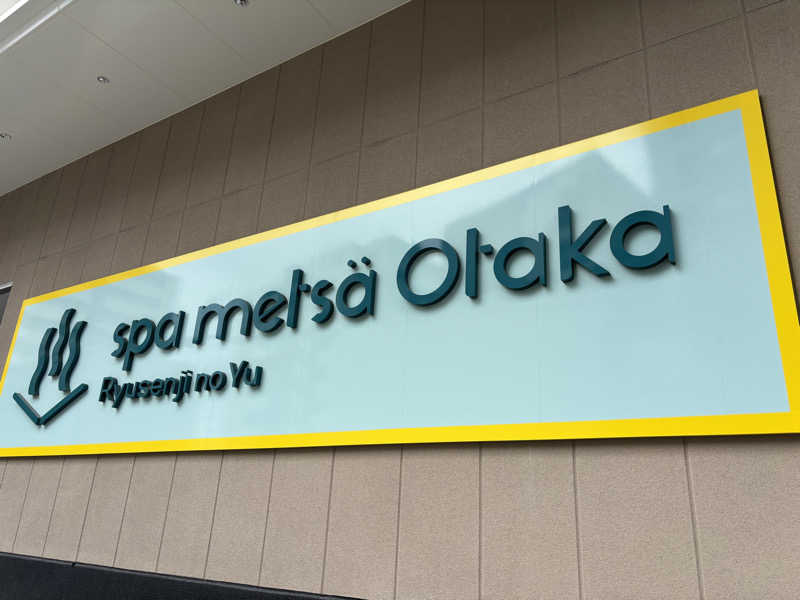 spa metsä Otaka
Ryusenji no Yu